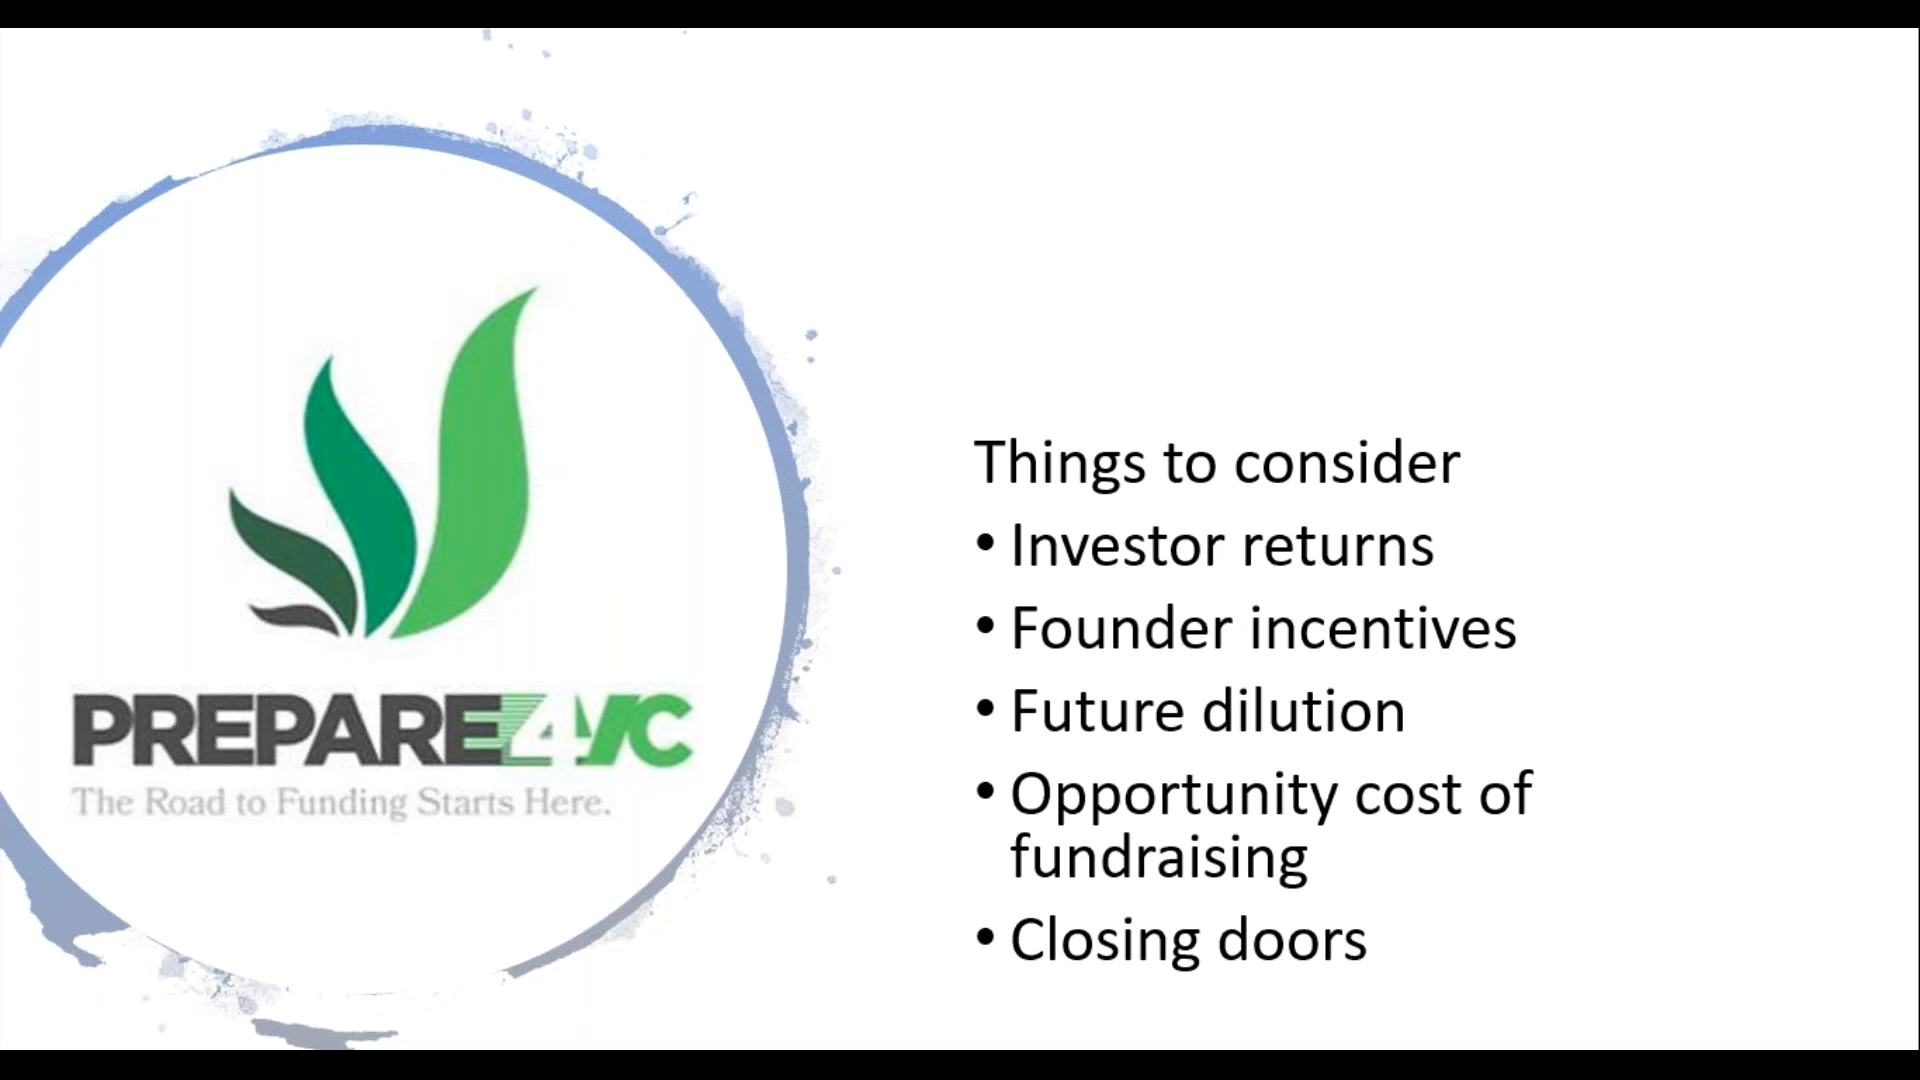 PREPARE4VC
The Road to Funding Starts Here.
Things to consider
• Investor returns
• Founder incentives
• Future dilution
• Opportunity cost of
fundraising
• Closing doors